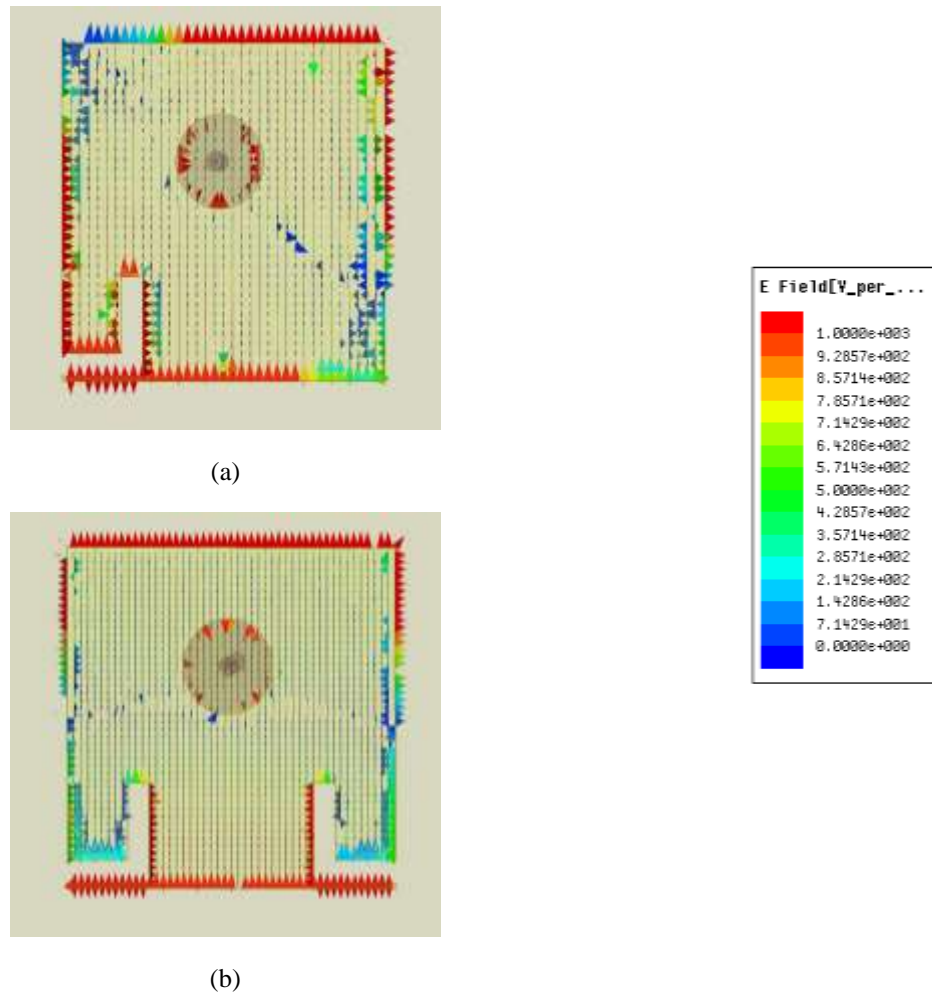 E Field[V_per_...
1.0000e+003
9.2857e+002
8.5714e+002
7.8571e+002
7.1429e+002
6.4286e+002
5.7143e+002
5.0000e+002
4.2857e+002
3.5714e+002
2.8571e+002
2.1429e+002
1.4286e+002
7.1429e+001
0.0000e+000
(a)
(b)